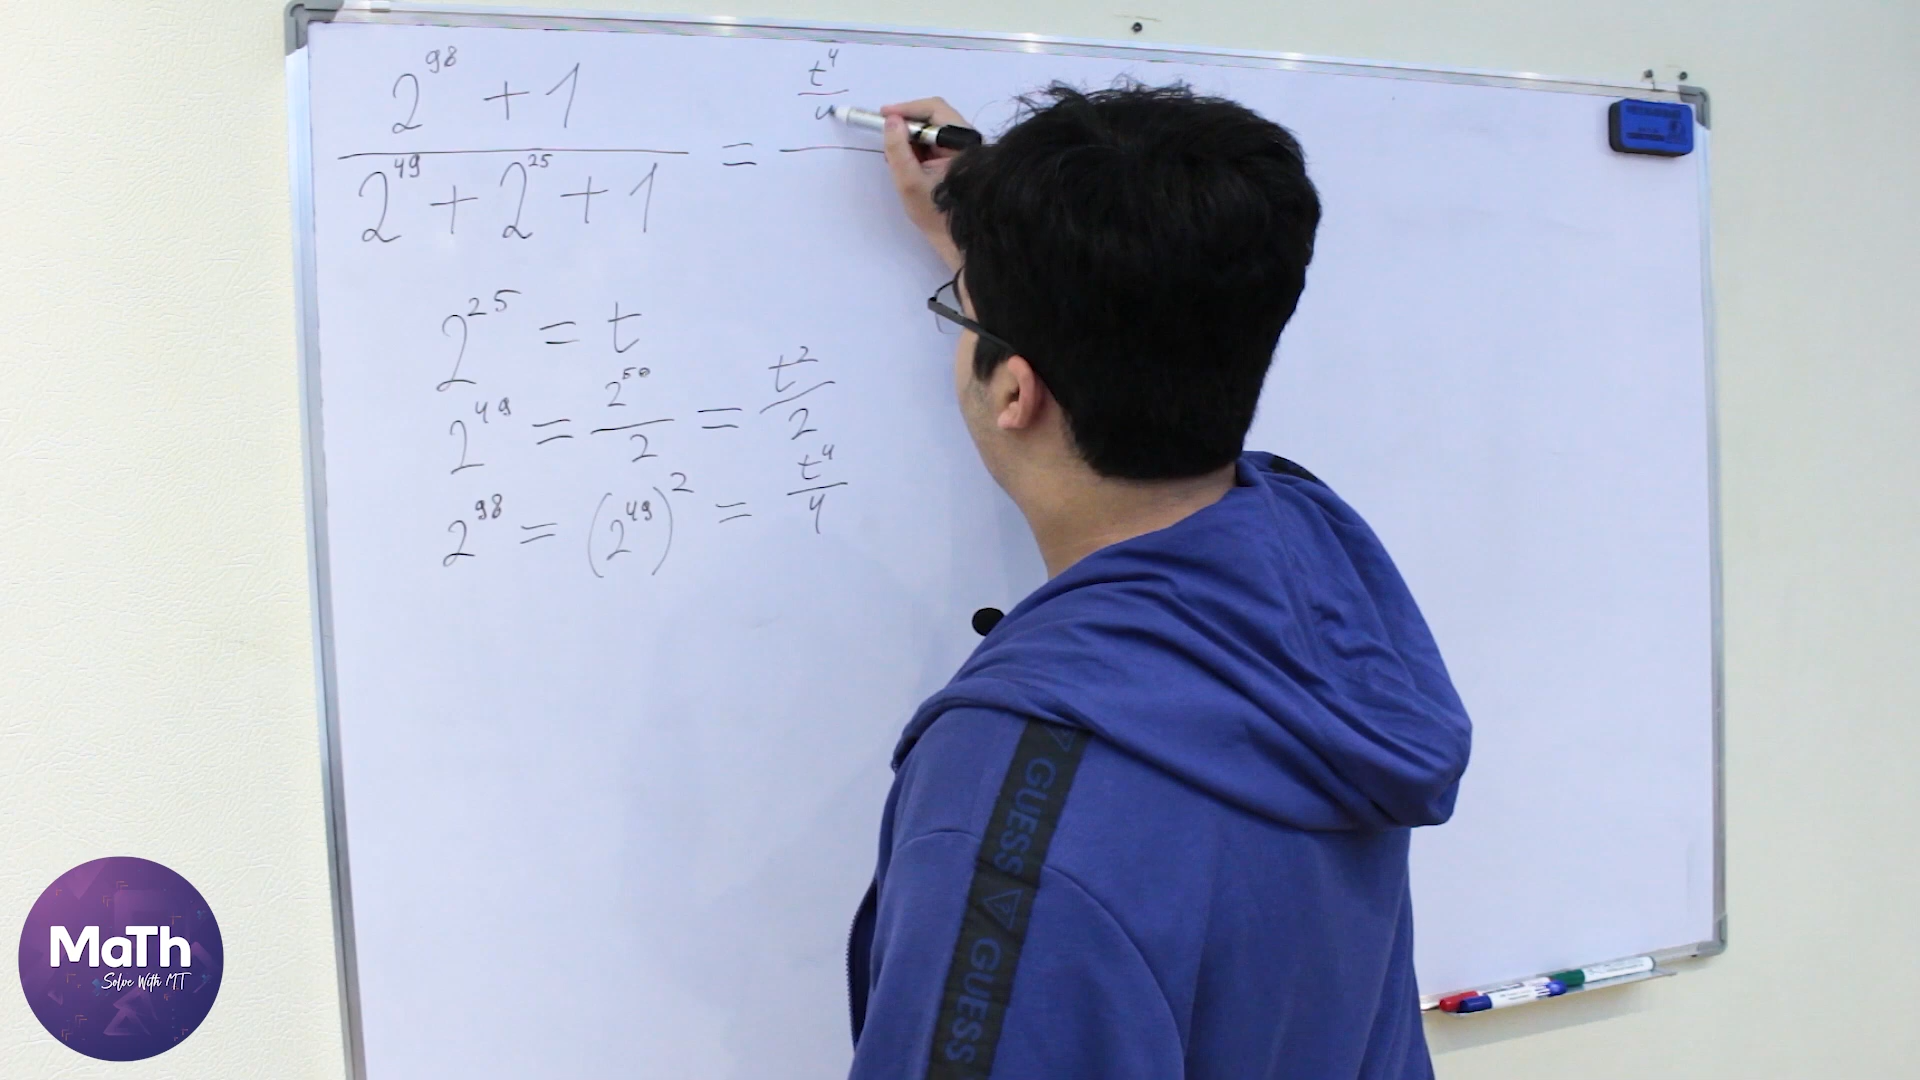 2^98 + 1 / 2^49 + 2^25 + 1 = t^4 /
2^25 = t
2^49 = 2^50 / 2 = t^2 / 2
2^98 = (2^49)^2 = t^4 / 4
GUESS
GUESS
MaTh
Solve With MT